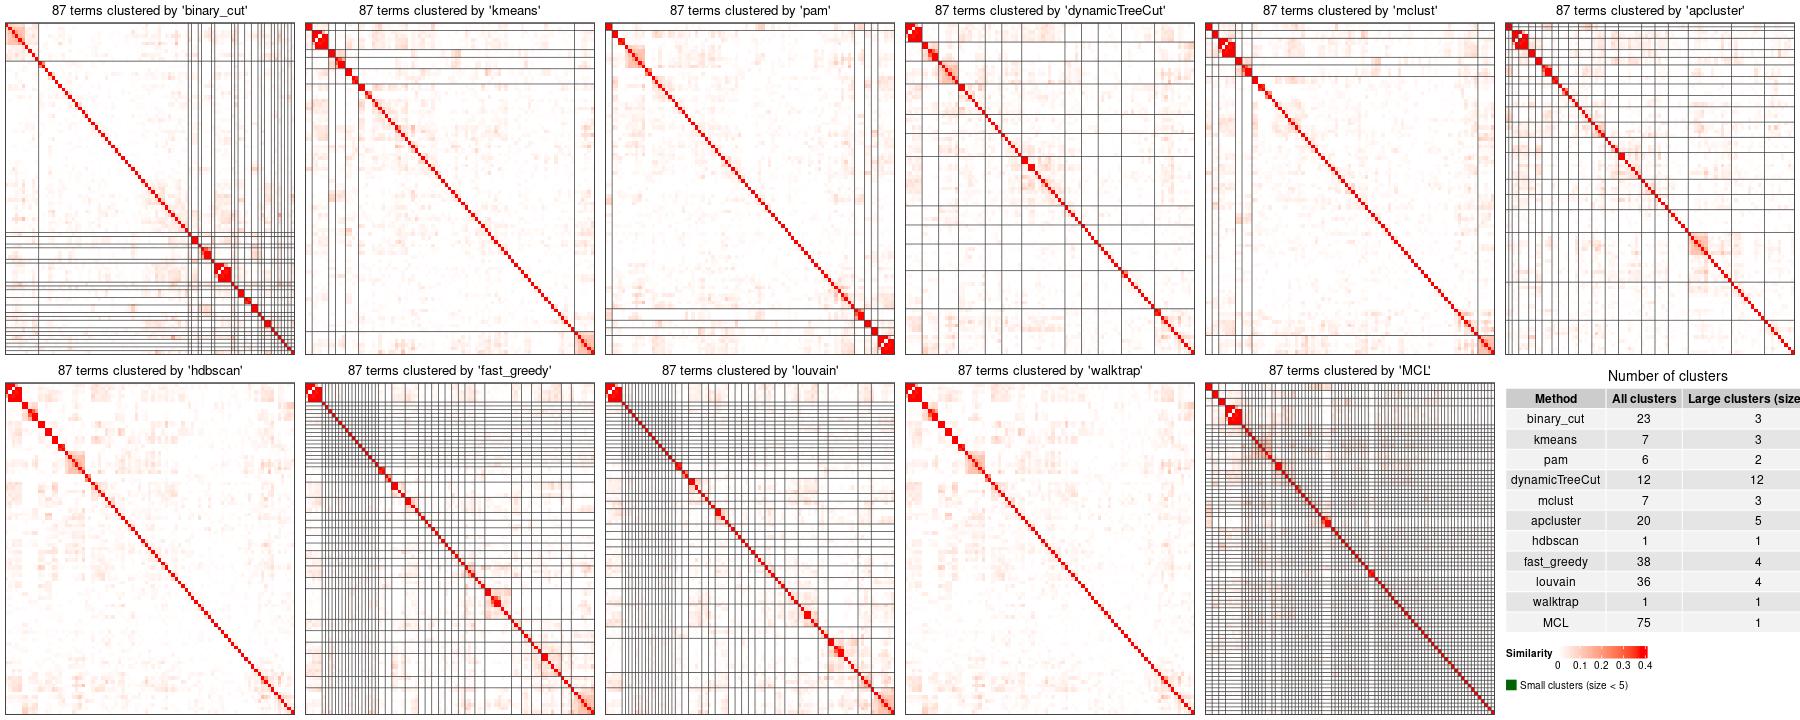 87 terms clustered by 'binary_cut'
87 terms clustered by 'kmeans'
87 terms clustered by 'pam'
87 terms clustered by 'dynamicTreeCut'
87 terms clustered by 'mclust'
87 terms clustered by 'apcluster'
87 terms clustered by 'hdbscan'
87 terms clustered by 'fast_greedy'
87 terms clustered by 'louvain'
87 terms clustered by 'walktrap'
87 terms clustered by 'MCL'
Number of clusters
Method All clusters Large clusters (size
binary_cut 23 3
kmeans 7 3
pam 6 2
dynamicTreeCut 12 12
mclust 7 3
apcluster 20 5
hdbscan 1 1
fast_greedy 38 4
louvain 36 4
walktrap 1 1
MCL 75 1
Similarity
0 0.1 0.2 0.3 0.4
Small clusters (size < 5)